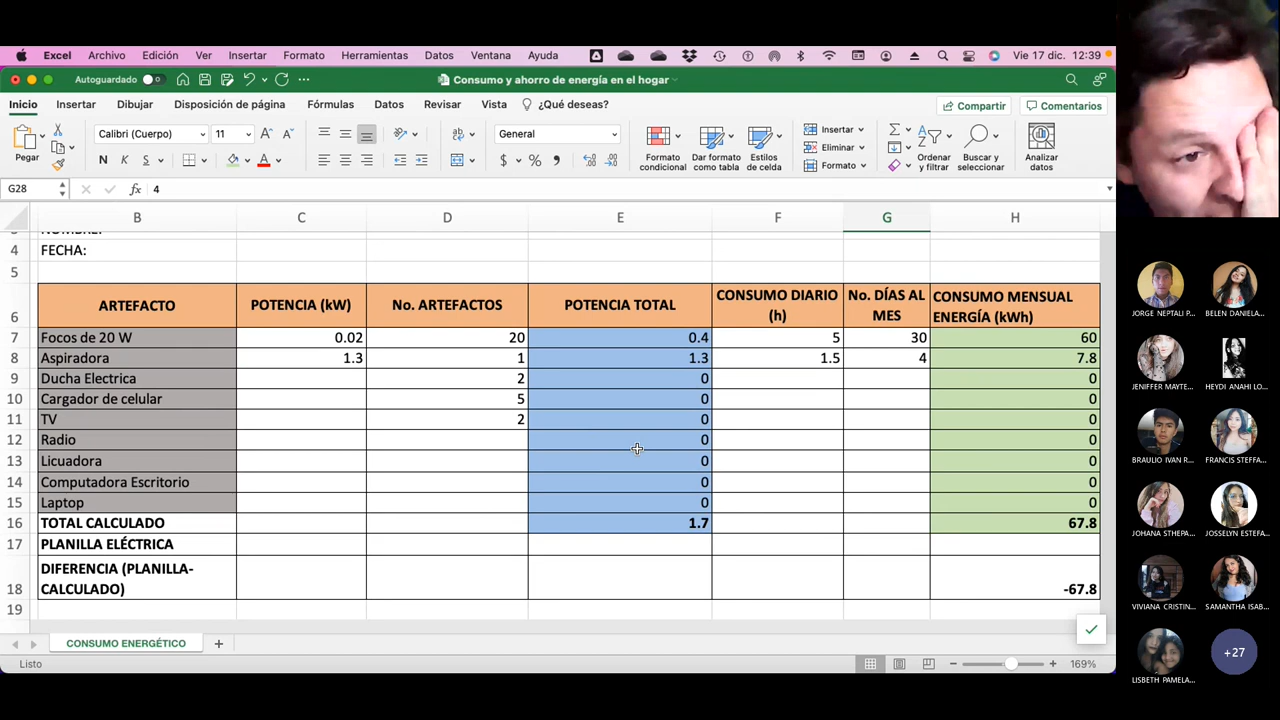 Excel Archivo Edición Ver Insertar Formato Herramientas Datos Ventana Ayuda Vie 17 dic. 12:39
Autoguardado Consumo y ahorro de energía en el hogar
Inicio Insertar Dibujar Disposición de página Fórmulas Datos Revisar Vista ¿Qué deseas? Compartir Comentarios
Pegar Calibri (Cuerpo) 11 General Formato condicional Dar formato como tabla Estilos de celda Insertar Eliminar Formato Ordenar y filtrar Buscar y seleccionar Analizar datos
N K S
G28 fx 4
B C D E F G H
4 FECHA:
5
6 ARTEFACTO POTENCIA (kW) No. ARTEFACTOS POTENCIA TOTAL CONSUMO DIARIO (h) No. DÍAS AL MES CONSUMO MENSUAL ENERGÍA (kWh)
7 Focos de 20 W 0.02 20 0.4 5 30 60
8 Aspiradora 1.3 1 1.3 1.5 4 7.8
9 Ducha Electrica 2 0 0
10 Cargador de celular 5 0 0
11 TV 2 0 0
12 Radio 0 0
13 Licuadora 0 0
14 Computadora Escritorio 0 0
15 Laptop 0 0
16 TOTAL CALCULADO 1.7 67.8
17 PLANILLA ELÉCTRICA
18 DIFERENCIA (PLANILLA-CALCULADO) -67.8
19
CONSUMO ENERGÉTICO
Listo 169%
JORGE NEPTALI P... BELEN DANIELA...
JENIFFER MAYTE... HEYDI ANAHI LO...
BRAULIO IVAN R... FRANCIS STEFFA...
JOHANA STHEPA... JOSSELYN ESTEFA...
VIVIANA CRISTIN... SAMANTHA ISAB...
LISBETH PAMELA... +27